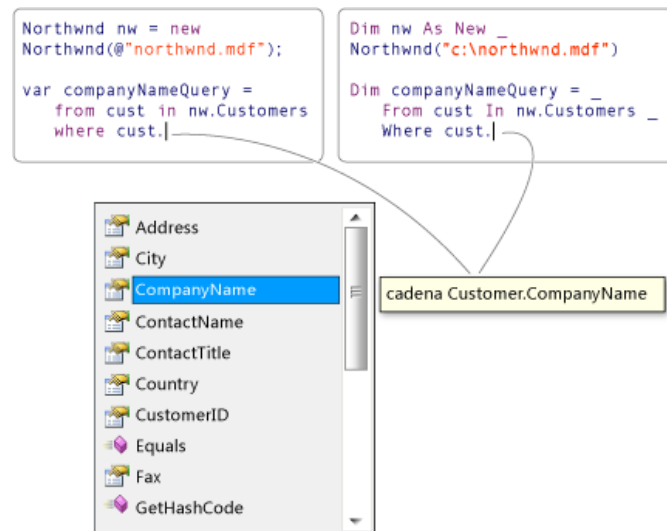 Northwnd nw = new
Northwnd(@"northwnd.mdf");
var companyNameQuery =
from cust in nw.Customers
where cust.
Dim nw As New _
Northwnd("c:\northwnd.mdf")
Dim companyNameQuery = _
From cust In nw.Customers _
Where cust.
Address
City
CompanyName
ContactName
ContactTitle
Country
CustomerID
Equals
Fax
GetHashCode
cadena Customer.CompanyName